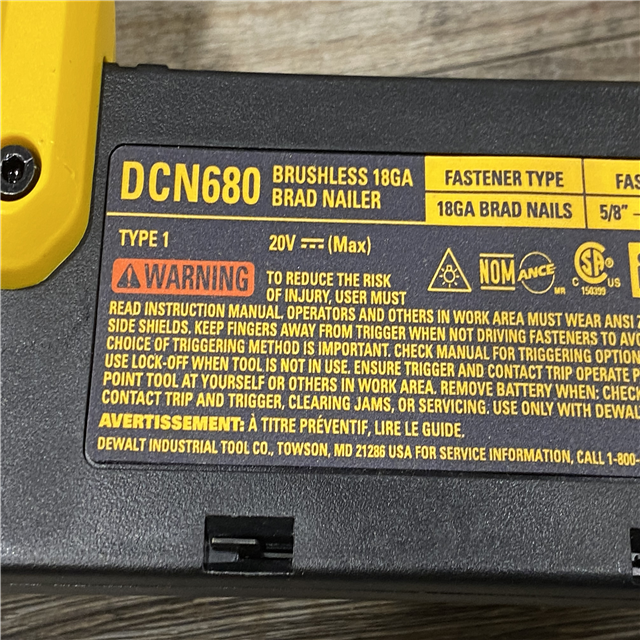 DCN680 BRUSHLESS 18GA BRAD NAILER
FASTENER TYPE
18GA BRAD NAILS
5/8" –
TYPE 1 20V (Max)
NOM
ANCE
MR
C US
150399
WARNING TO REDUCE THE RISK
OF INJURY, USER MUST
READ INSTRUCTION MANUAL. OPERATORS AND OTHERS IN WORK AREA MUST WEAR ANSI
SIDE SHIELDS. KEEP FINGERS AWAY FROM TRIGGER WHEN NOT DRIVING FASTENERS TO
CHOICE OF TRIGGERING METHOD IS IMPORTANT. CHECK MANUAL FOR TRIGGERING
USE LOCK-OFF WHEN TOOL IS NOT IN USE. ENSURE TRIGGER AND CONTACT TRIP OPERATE
POINT TOOL AT YOURSELF OR OTHERS IN WORK AREA. REMOVE BATTERY WHEN:
CONTACT TRIP AND TRIGGER, CLEARING JAMS, OR SERVICING. USE ONLY WITH
AVERTISSEMENT: À TITRE PRÉVENTIF, LIRE LE GUIDE.
DEWALT INDUSTRIAL TOOL CO., TOWSON, MD 21286 USA FOR SERVICE INFORMATION, CALL 1-800-